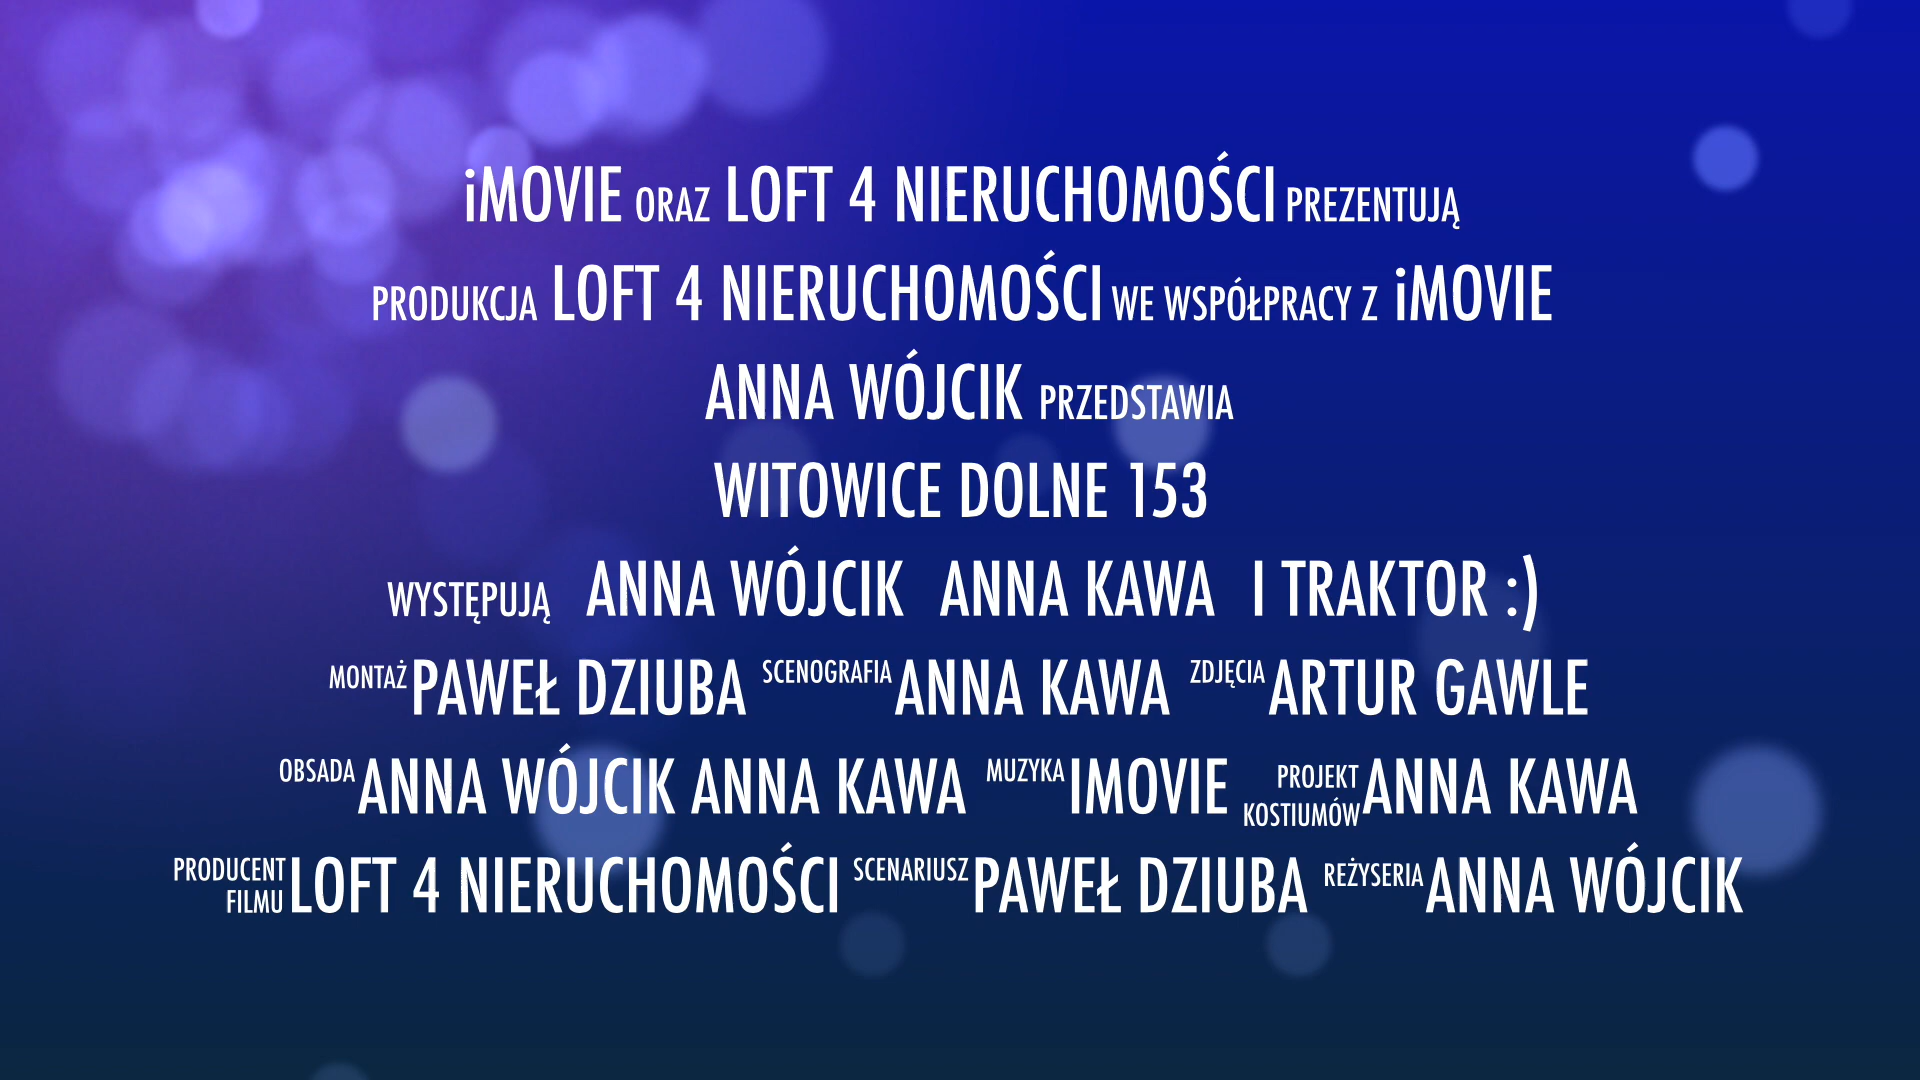 iMOVIE ORAZ LOFT 4 NIERUCHOMOŚCI PREZENTUJĄ
PRODUKCJA LOFT 4 NIERUCHOMOŚCI WE WSPÓŁPRACY Z iMOVIE
ANNA WÓJCIK PRZEDSTAWIA
WITOWICE DOLNE 153
WYSTĘPUJĄ ANNA WÓJCIK ANNA KAWA I TRAKTOR :)
MONTAŻ PAWEŁ DZIUBA SCENOGRAFIA ANNA KAWA ZDJĘCIA ARTUR GAWLE
OBSADA ANNA WÓJCIK ANNA KAWA MUZYKA IMOVIE PROJEKT KOSTIUMÓW ANNA KAWA
PRODUCENT FILMU LOFT 4 NIERUCHOMOŚCI SCENARIUSZ PAWEŁ DZIUBA REŻYSERIA ANNA WÓJCIK